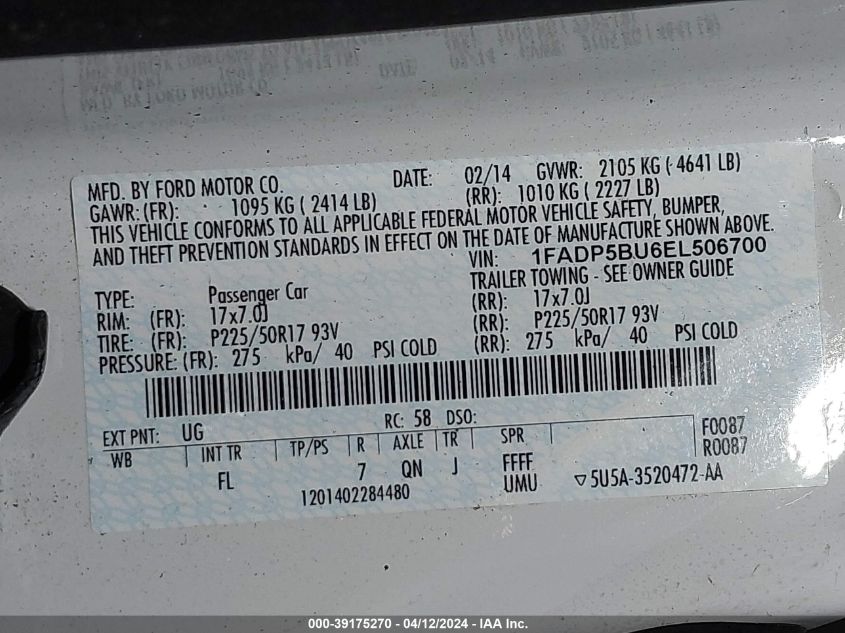 MFD. BY FORD MOTOR CO. DATE: 02/14 GVWR: 2105 KG ( 4641 LB)
GAWR: (FR): 1095 KG ( 2414 LB) (RR): 1010 KG ( 2227 LB)
THIS VEHICLE CONFORMS TO ALL APPLICABLE FEDERAL MOTOR VEHICLE SAFETY, BUMPER,
AND THEFT PREVENTION STANDARDS IN EFFECT ON THE DATE OF MANUFACTURE SHOWN ABOVE.
VIN: 1FADP5BU6EL506700
TYPE: Passenger Car TRAILER TOWING - SEE OWNER GUIDE
RIM: (FR): 17x7.0J (RR): 17x7.0J
TIRE: (FR): P225/50R17 93V (RR): P225/50R17 93V
PRESSURE: (FR): 275 kPa/ 40 PSI COLD (RR): 275 kPa/ 40 PSI COLD
EXT PNT: UG RC: 58 DSO: F0087
WB INT TR TP/PS R AXLE TR SPR R0087
FL 7 QN J FFFF
1201402284480 UMU ▽5U5A-3520472-AA
000-39175270 - 04/12/2024 - IAA Inc.